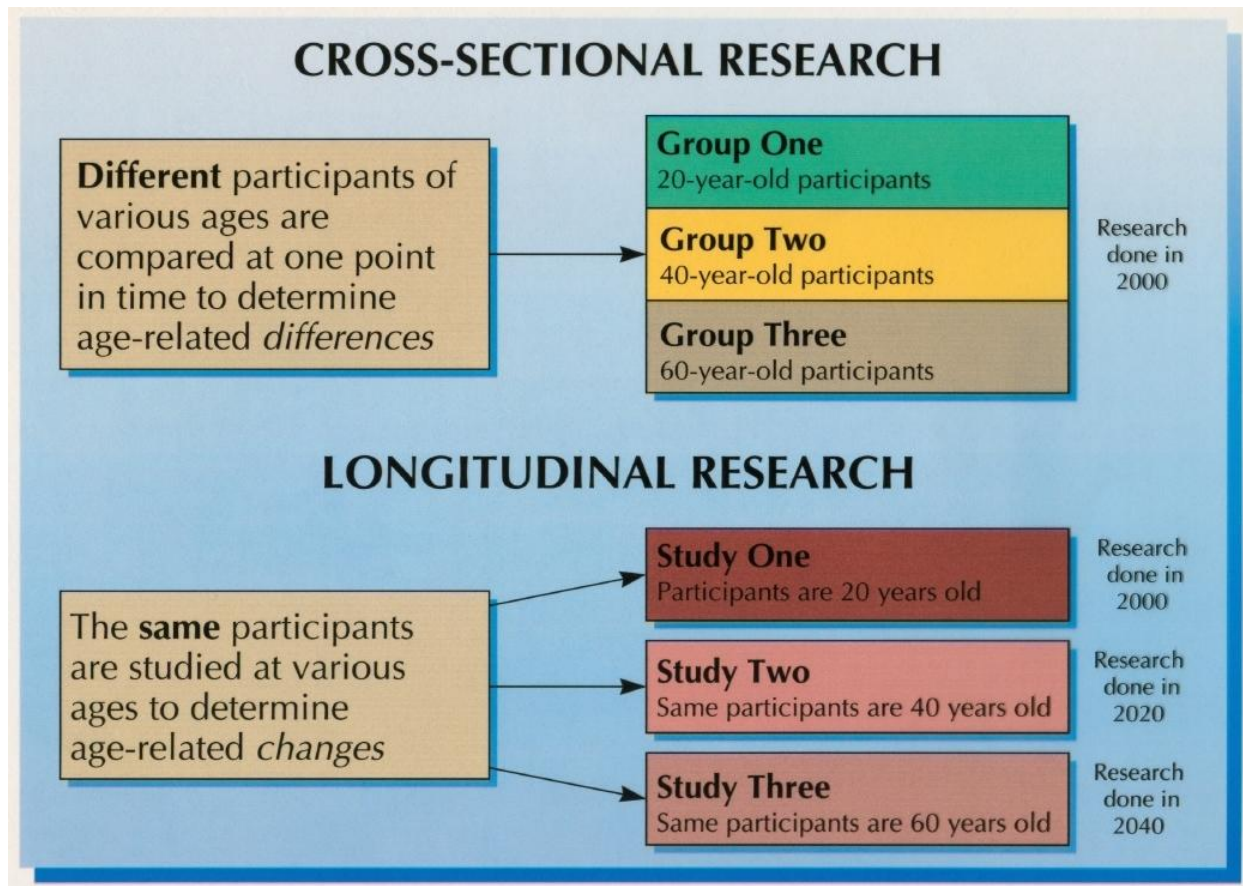 CROSS-SECTIONAL RESEARCH
Different participants of
various ages are
compared at one point
in time to determine
age-related differences
Group One
20-year-old participants
Group Two
40-year-old participants
Group Three
60-year-old participants
Research
done in
2000
LONGITUDINAL RESEARCH
The same participants
are studied at various
ages to determine
age-related changes
Study One
Participants are 20 years old
Research
done in
2000
Study Two
Same participants are 40 years old
Research
done in
2020
Study Three
Same participants are 60 years old
Research
done in
2040